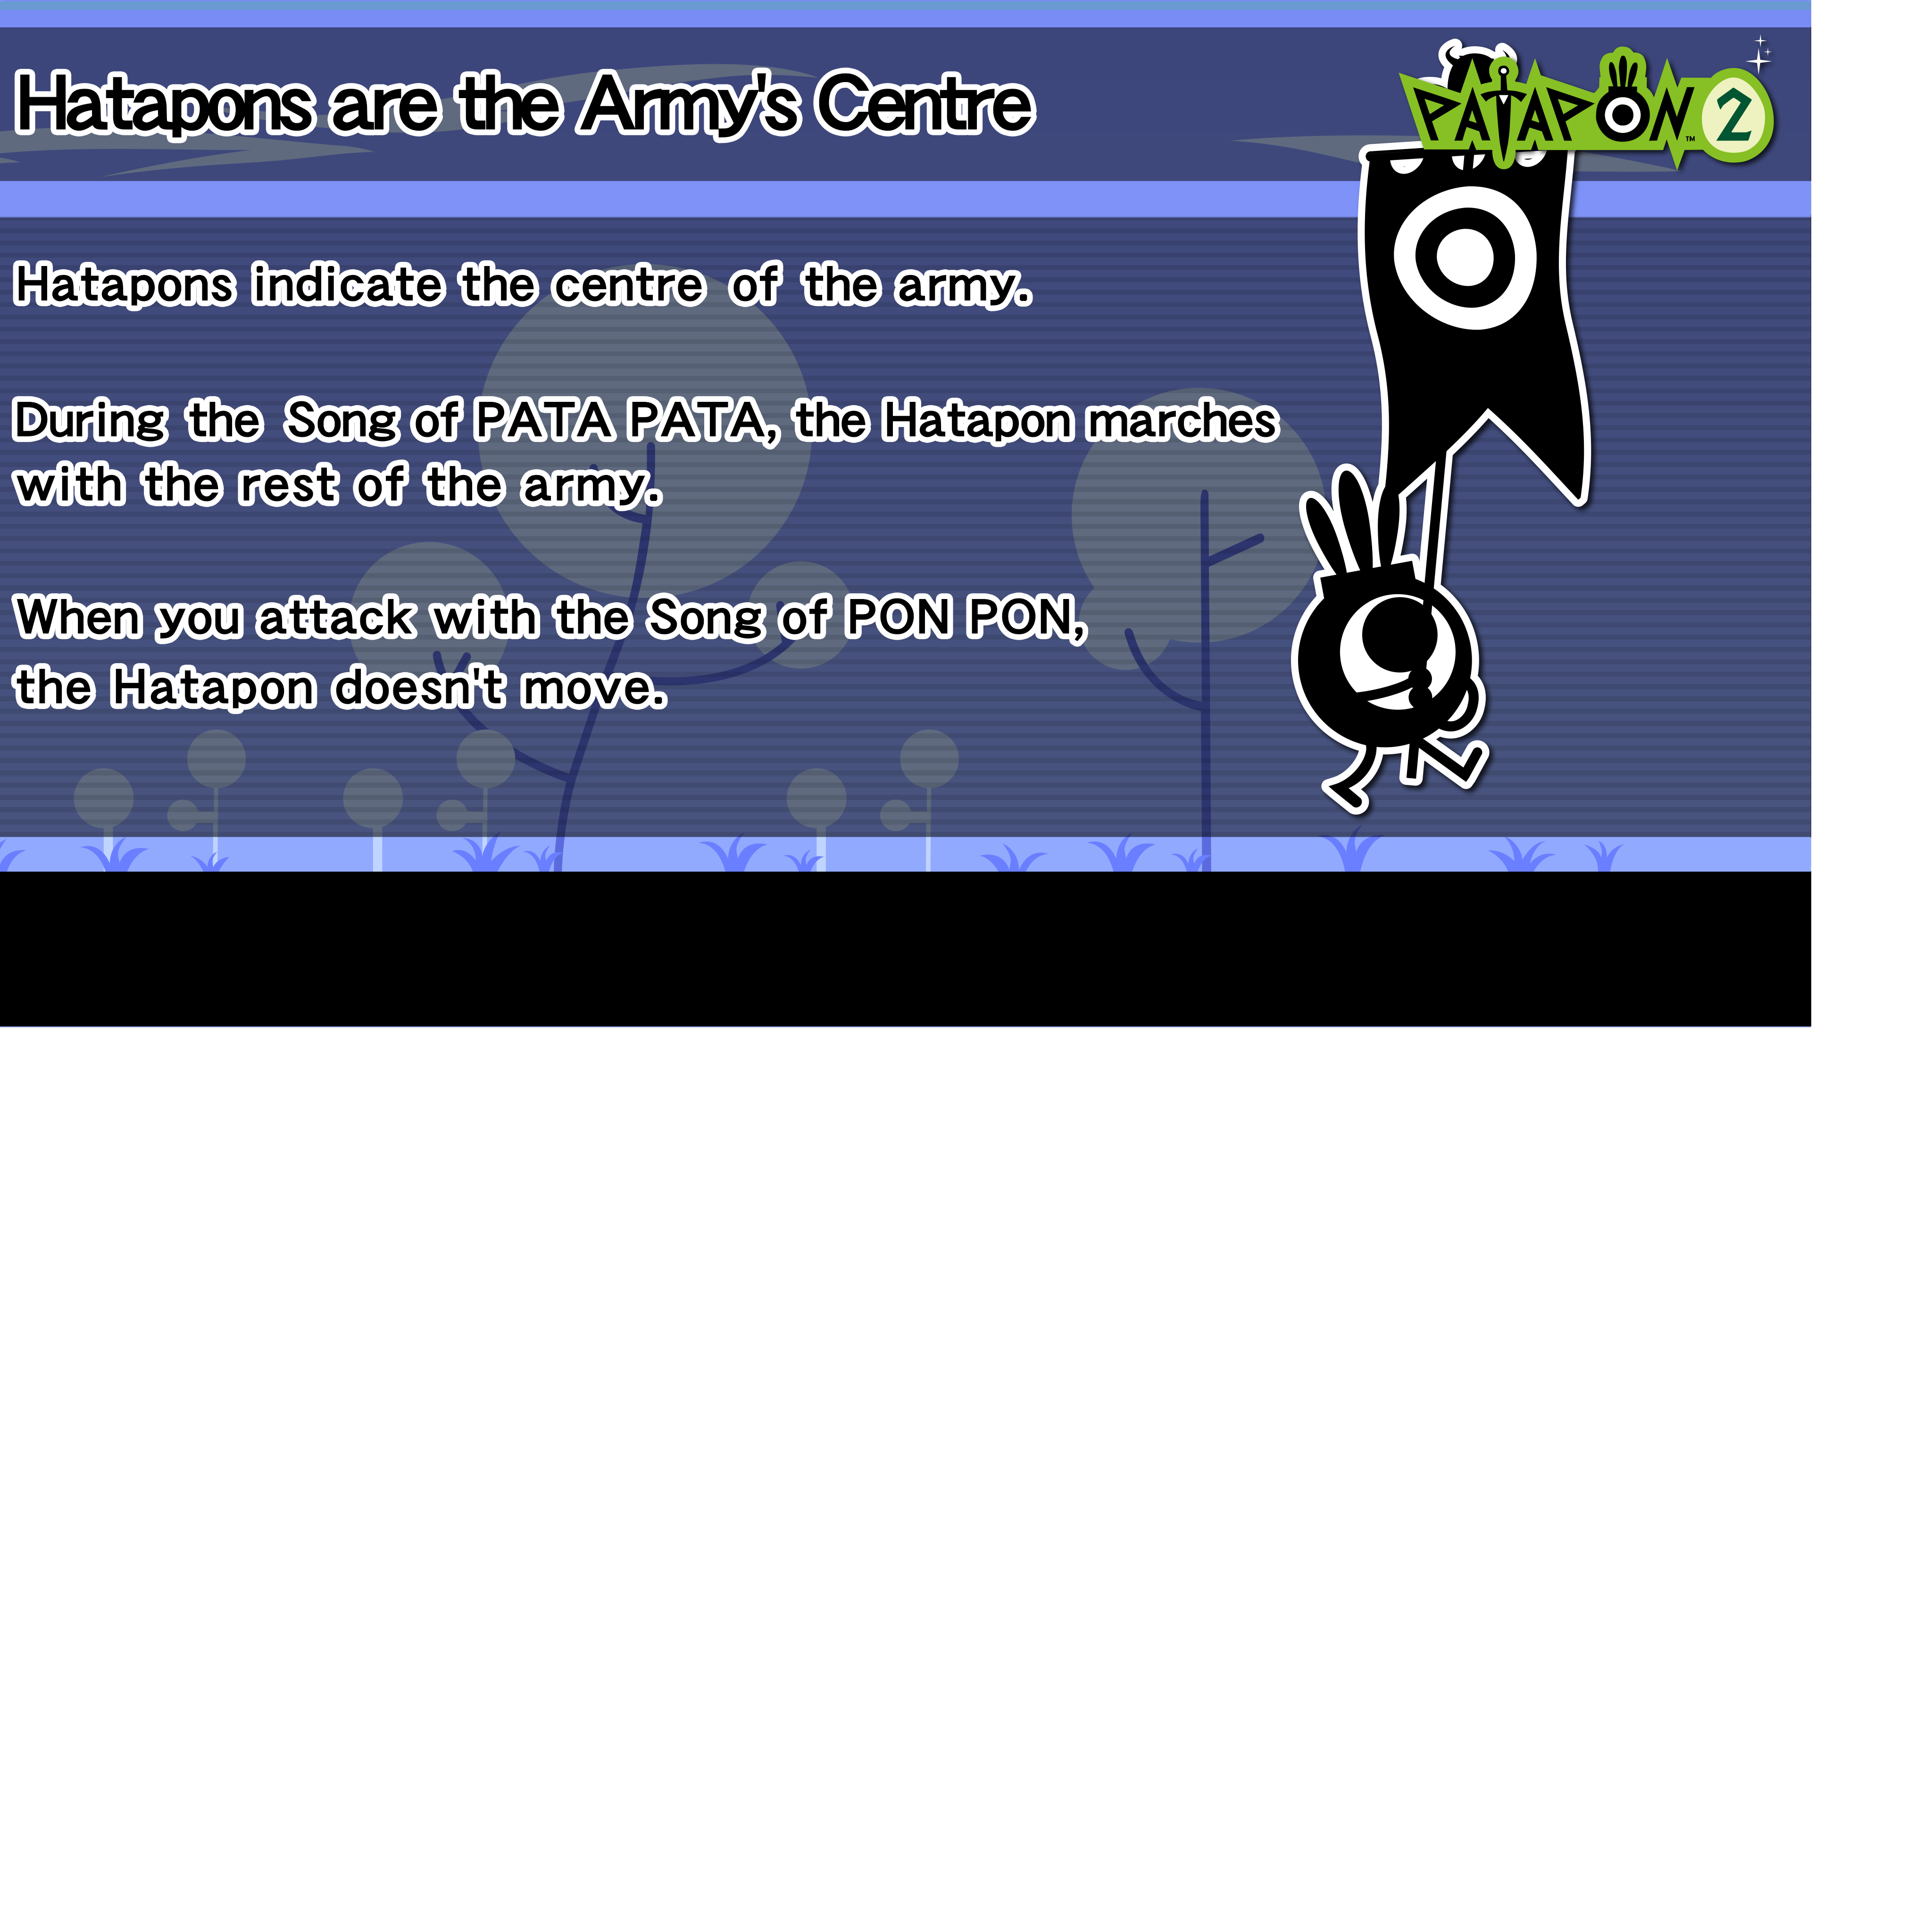 Hatapons are the Army's Centre
PATAPON 2
TM
Hatapons indicate the centre of the army.
During the Song of PATA PATA, the Hatapon marches
with the rest of the army.
When you attack with the Song of PON PON,
the Hatapon doesn't move.